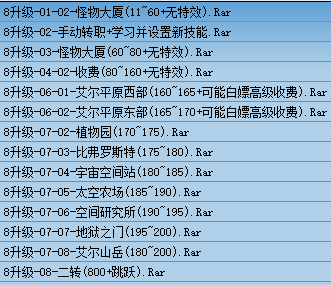 8升级-01-02-怪物大厦(11~60+无特效).Rar
8升级-02-手动转职+学习并设置新技能.Rar
8升级-03-怪物大厦(60~80+无特效).Rar
8升级-04-02-收费(80~160+无特效).Rar
8升级-06-01-艾尔平原西部(160~165+可能白嫖高级收费).Rar
8升级-06-02-艾尔平原东部(165~170+可能白嫖高级收费).Rar
8升级-07-02-植物园(170~175).Rar
8升级-07-03-比弗罗斯特(175~180).Rar
8升级-07-04-宇宙空间站(180~185).Rar
8升级-07-05-太空农场(185~190).Rar
8升级-07-06-空间研究所(190~195).Rar
8升级-07-07-地狱之门(195~200).Rar
8升级-07-08-艾尔山岳(180~200).Rar
8升级-08-二转(800+跳跃).Rar